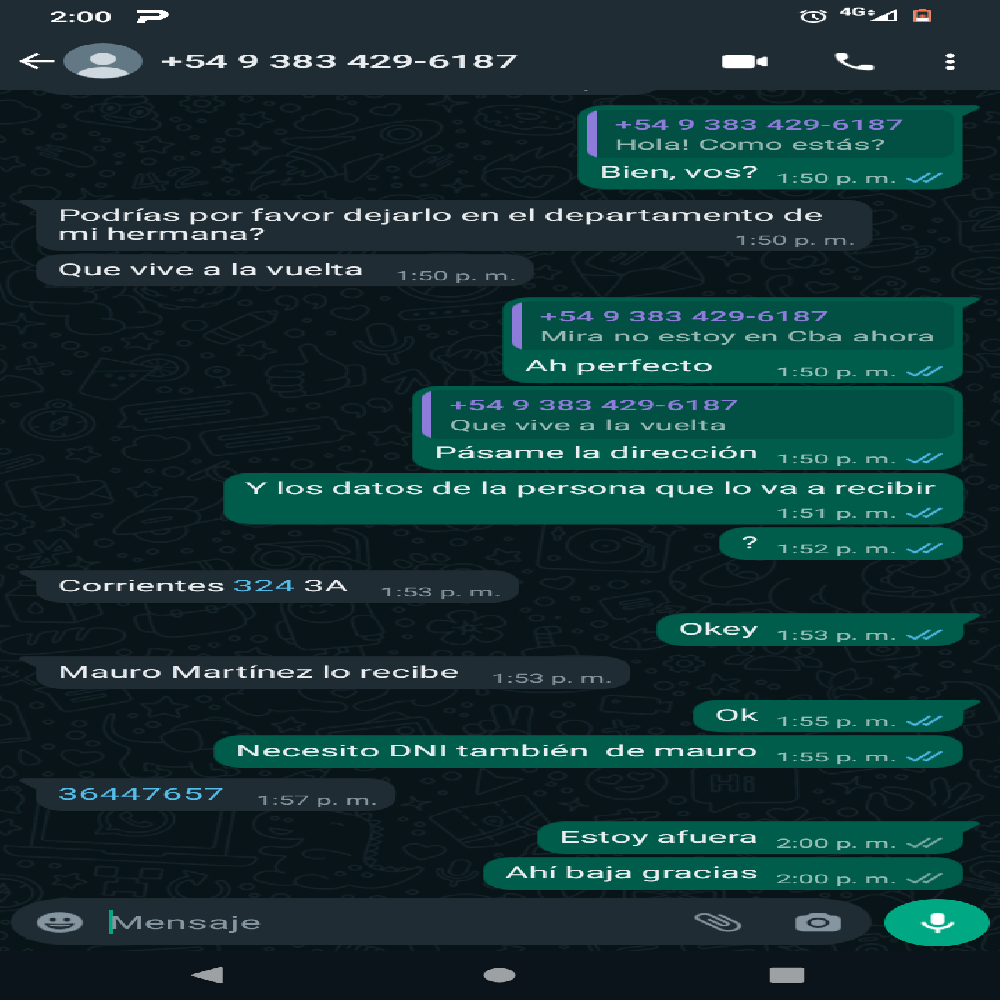 2:00
4G
+54 9 383 429-6187
+54 9 383 429-6187
Hola! Como estás?
Bien, vos? 1:50 p. m.
Podrías por favor dejarlo en el departamento de
mi hermana? 1:50 p. m.
Que vive a la vuelta 1:50 p. m.
+54 9 383 429-6187
Mira no estoy en Cba ahora
Ah perfecto 1:50 p. m.
+54 9 383 429-6187
Que vive a la vuelta
Pásame la dirección 1:50 p. m.
Y los datos de la persona que lo va a recibir
1:51 p. m.
? 1:52 p. m.
Corrientes 324 3A 1:53 p. m.
Okey 1:53 p. m.
Mauro Martínez lo recibe 1:53 p. m.
Ok 1:55 p. m.
Necesito DNI también  de mauro 1:55 p. m.
36447657 1:57 p. m.
Estoy afuera 2:00 p. m.
Ahí baja gracias 2:00 p. m.
Mensaje